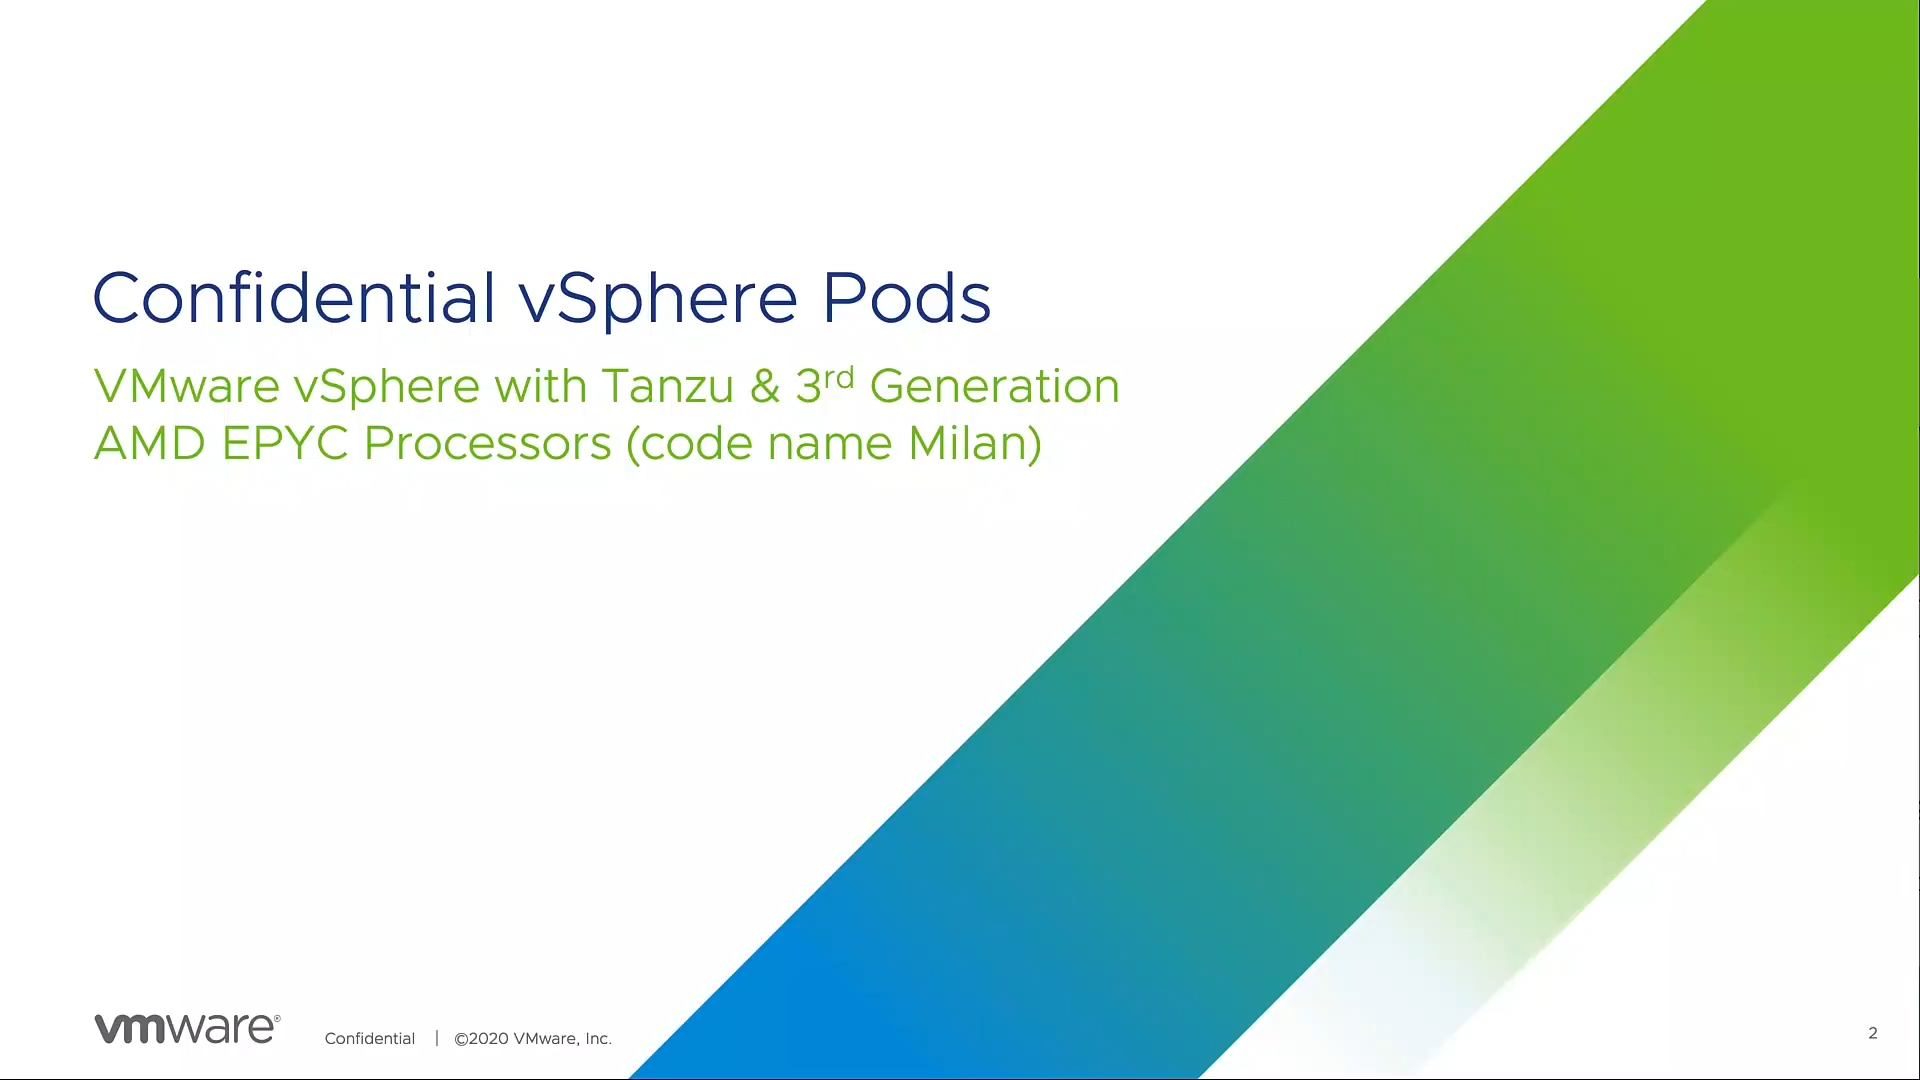 Confidential vSphere Pods
VMware vSphere with Tanzu & 3rd Generation
AMD EPYC Processors (code name Milan)
vmware®
Confidential | ©2020 VMware, Inc.
2